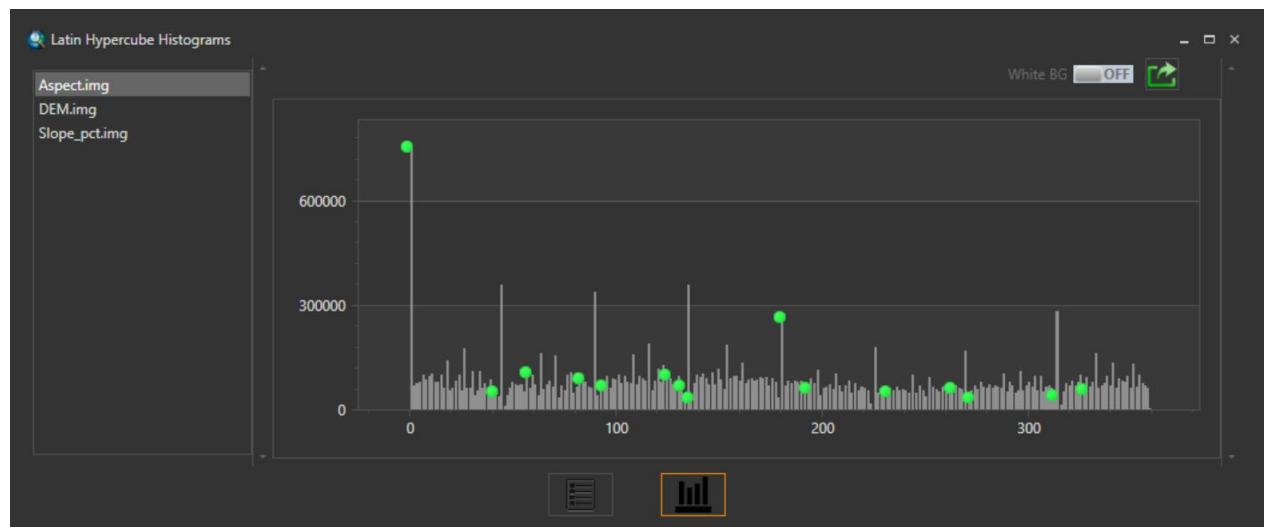 Latin Hypercube Histograms
Aspect.img
DEM.img
Slope_pct.img
White BG OFF
600000
300000
0
0 100 200 300